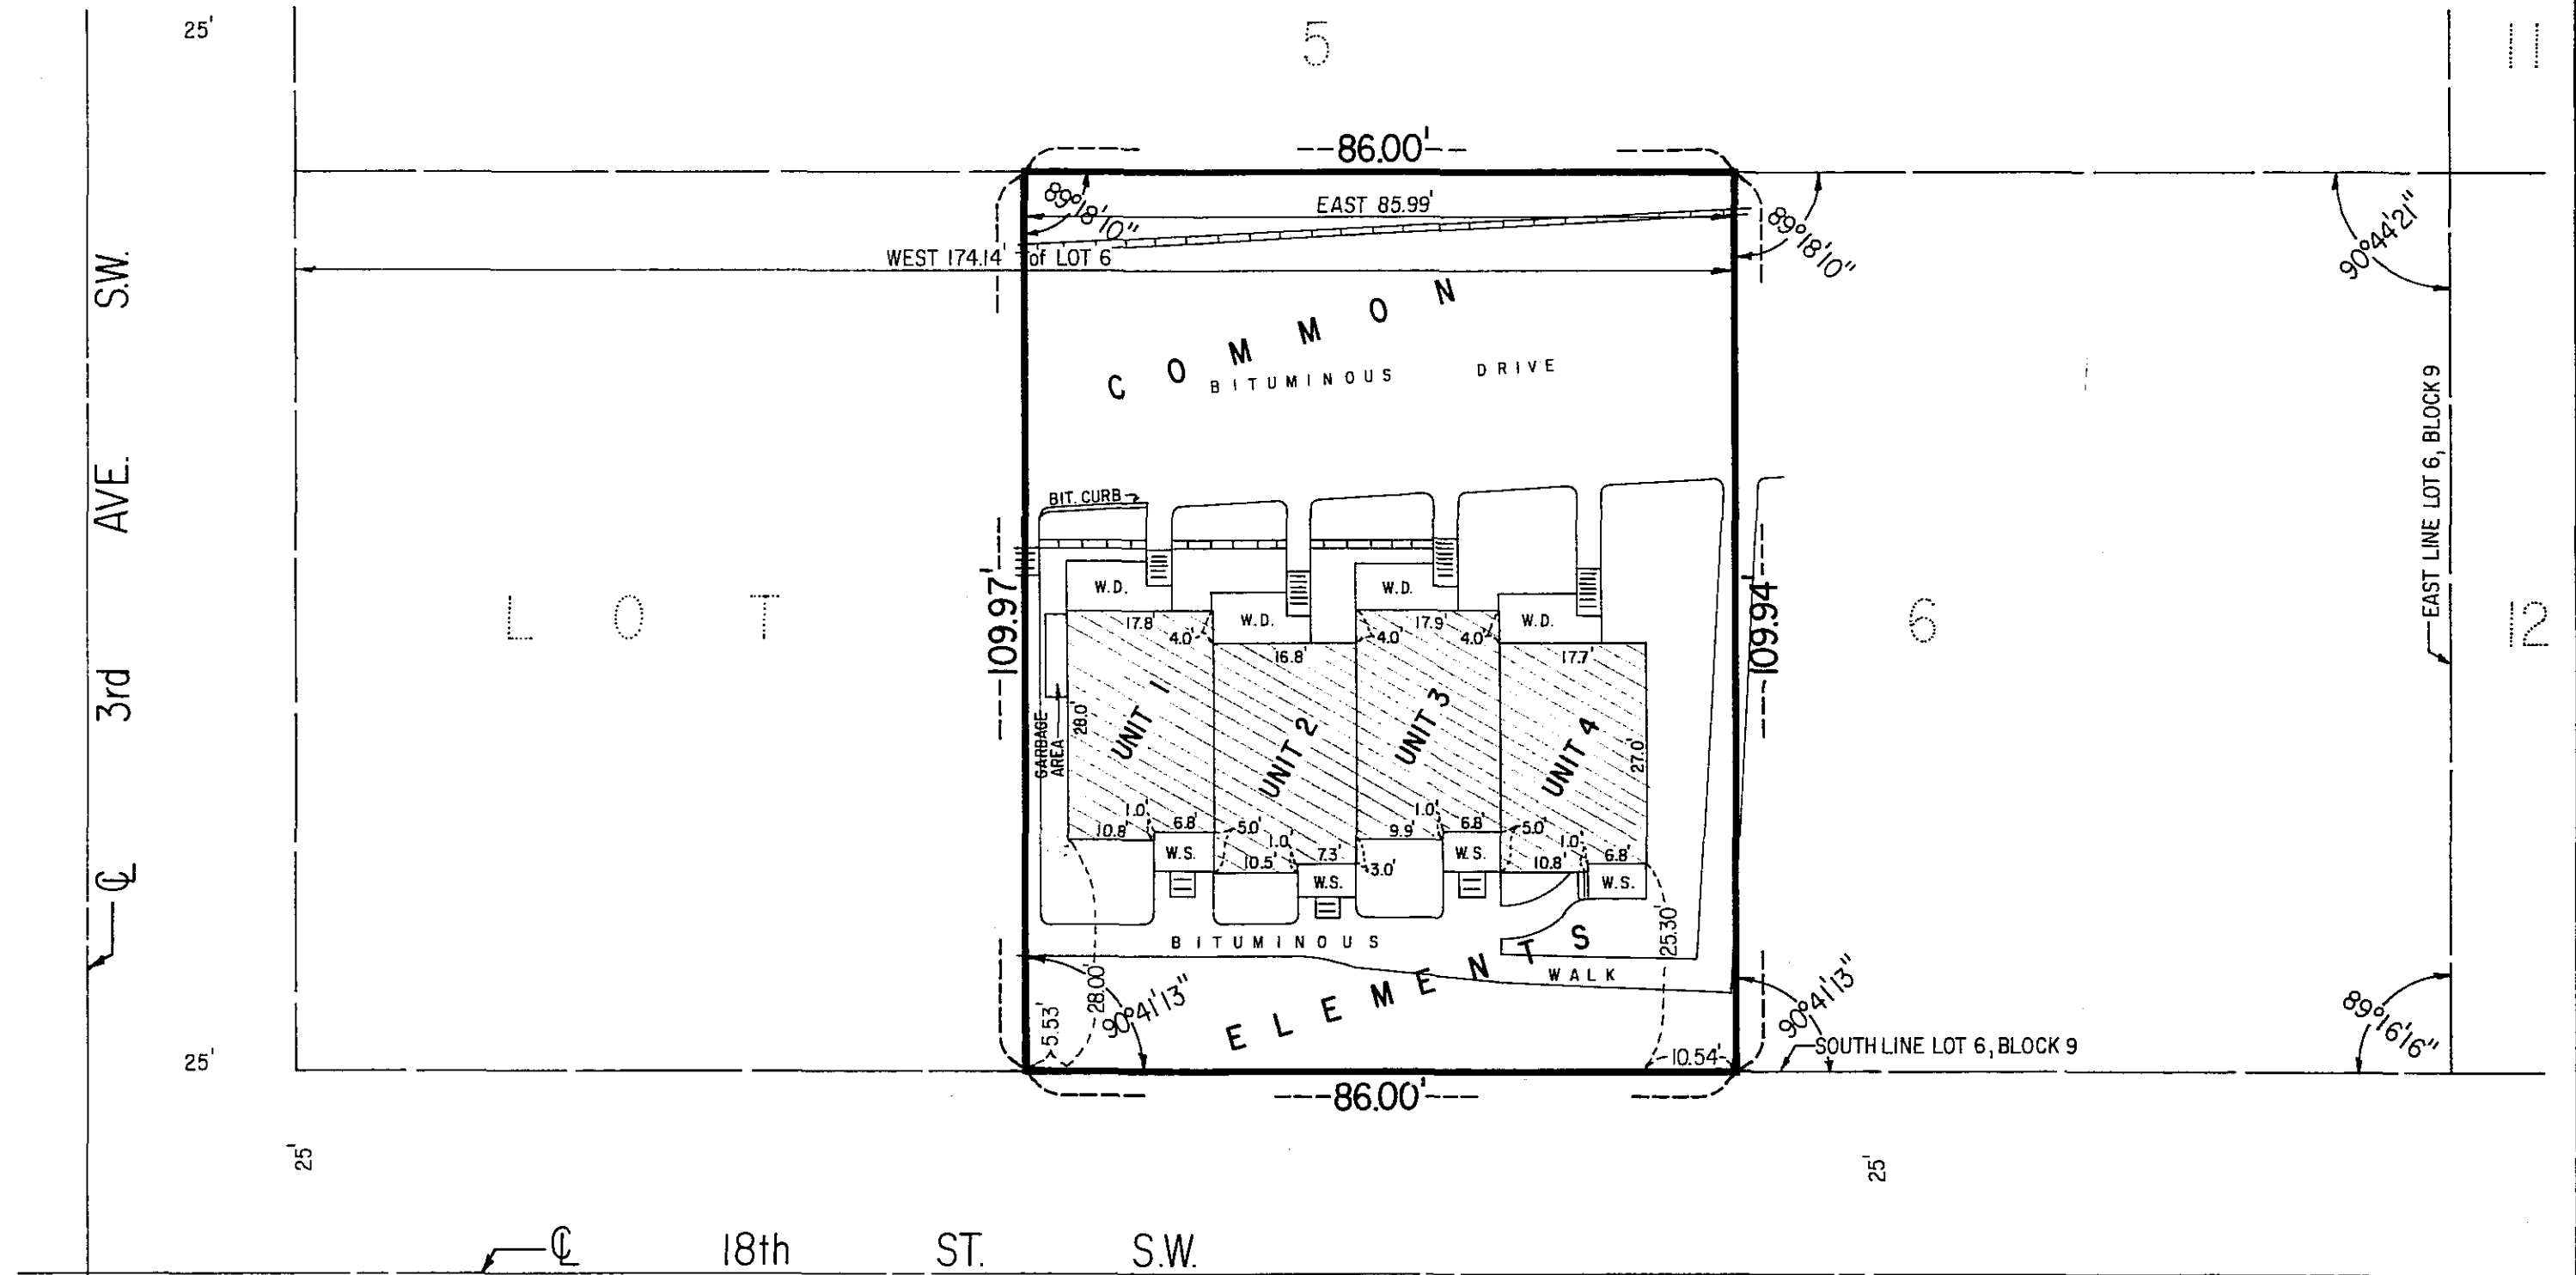 25'
5
11
86.00'
89°18'10"
EAST 85.99'
89°18'10"
90°44'21"
WEST 174.14' of LOT 6
COMMON
BITUMINOUS DRIVE
3rd AVE. S.W.
EAST LINE LOT 6, BLOCK 9
BIT. CURB
109.97'
109.94'
W.D.
W.D.
W.D.
W.D.
LOT
6
12
17.8'
4.0'
16.8'
4.0'
17.9'
4.0'
17.7'
UNIT 1
UNIT 2
UNIT 3
UNIT 4
28.0'
27.0'
GARBAGE
AREA
1.0'
10.8'
6.8'
5.0'
1.0'
10.5'
7.3'
3.0'
1.0'
9.9'
6.8'
5.0'
1.0'
10.8'
6.8'
W.S.
W.S.
W.S.
W.S.
℄
BITUMINOUS
WALK
ELEMENTS
25.30'
28.00'
5.53'
90°41'13"
90°41'13"
89°16'16"
10.54'
SOUTH LINE LOT 6, BLOCK 9
25'
86.00'
25'
25'
℄ 18th ST. S.W.